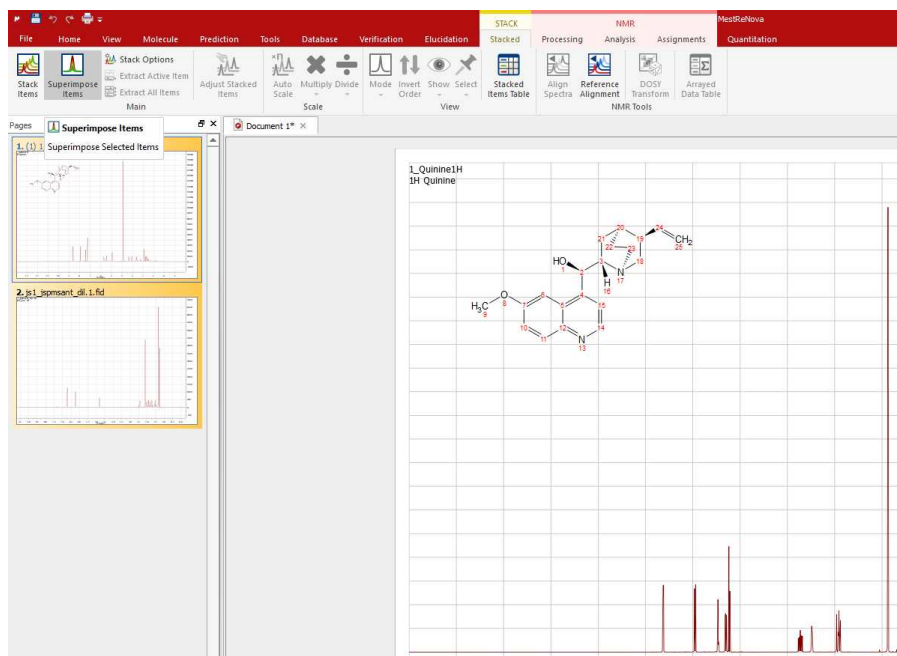 STACK NMR MestReNova
File Home View Molecule Prediction Tools Database Verification Elucidation Stacked Processing Analysis Assignments Quantitation
Stack Items
Superimpose Items
Stack Options
Extract Active Item
Extract All Items
Adjust Stacked Items
Auto Scale
Multiply Divide
Mode
Invert Order
Show Select
Stacked Items Table
Align Spectra
Reference Alignment
DOSY Transform
Arrayed Data Table
Main Scale View NMR Tools
Pages
Superimpose Items
Superimpose Selected Items
Document 1*
1. (1) 1
2. js1_jspmsant_dil.1.fid
1_Quinine1H
1H Quinine
20
24
21
19
22
23
CH2
25
3
18
HO
1
2
N
17
H
16
4
O
8
7
6
5
15
H3C
9
10
12
14
11
N
13